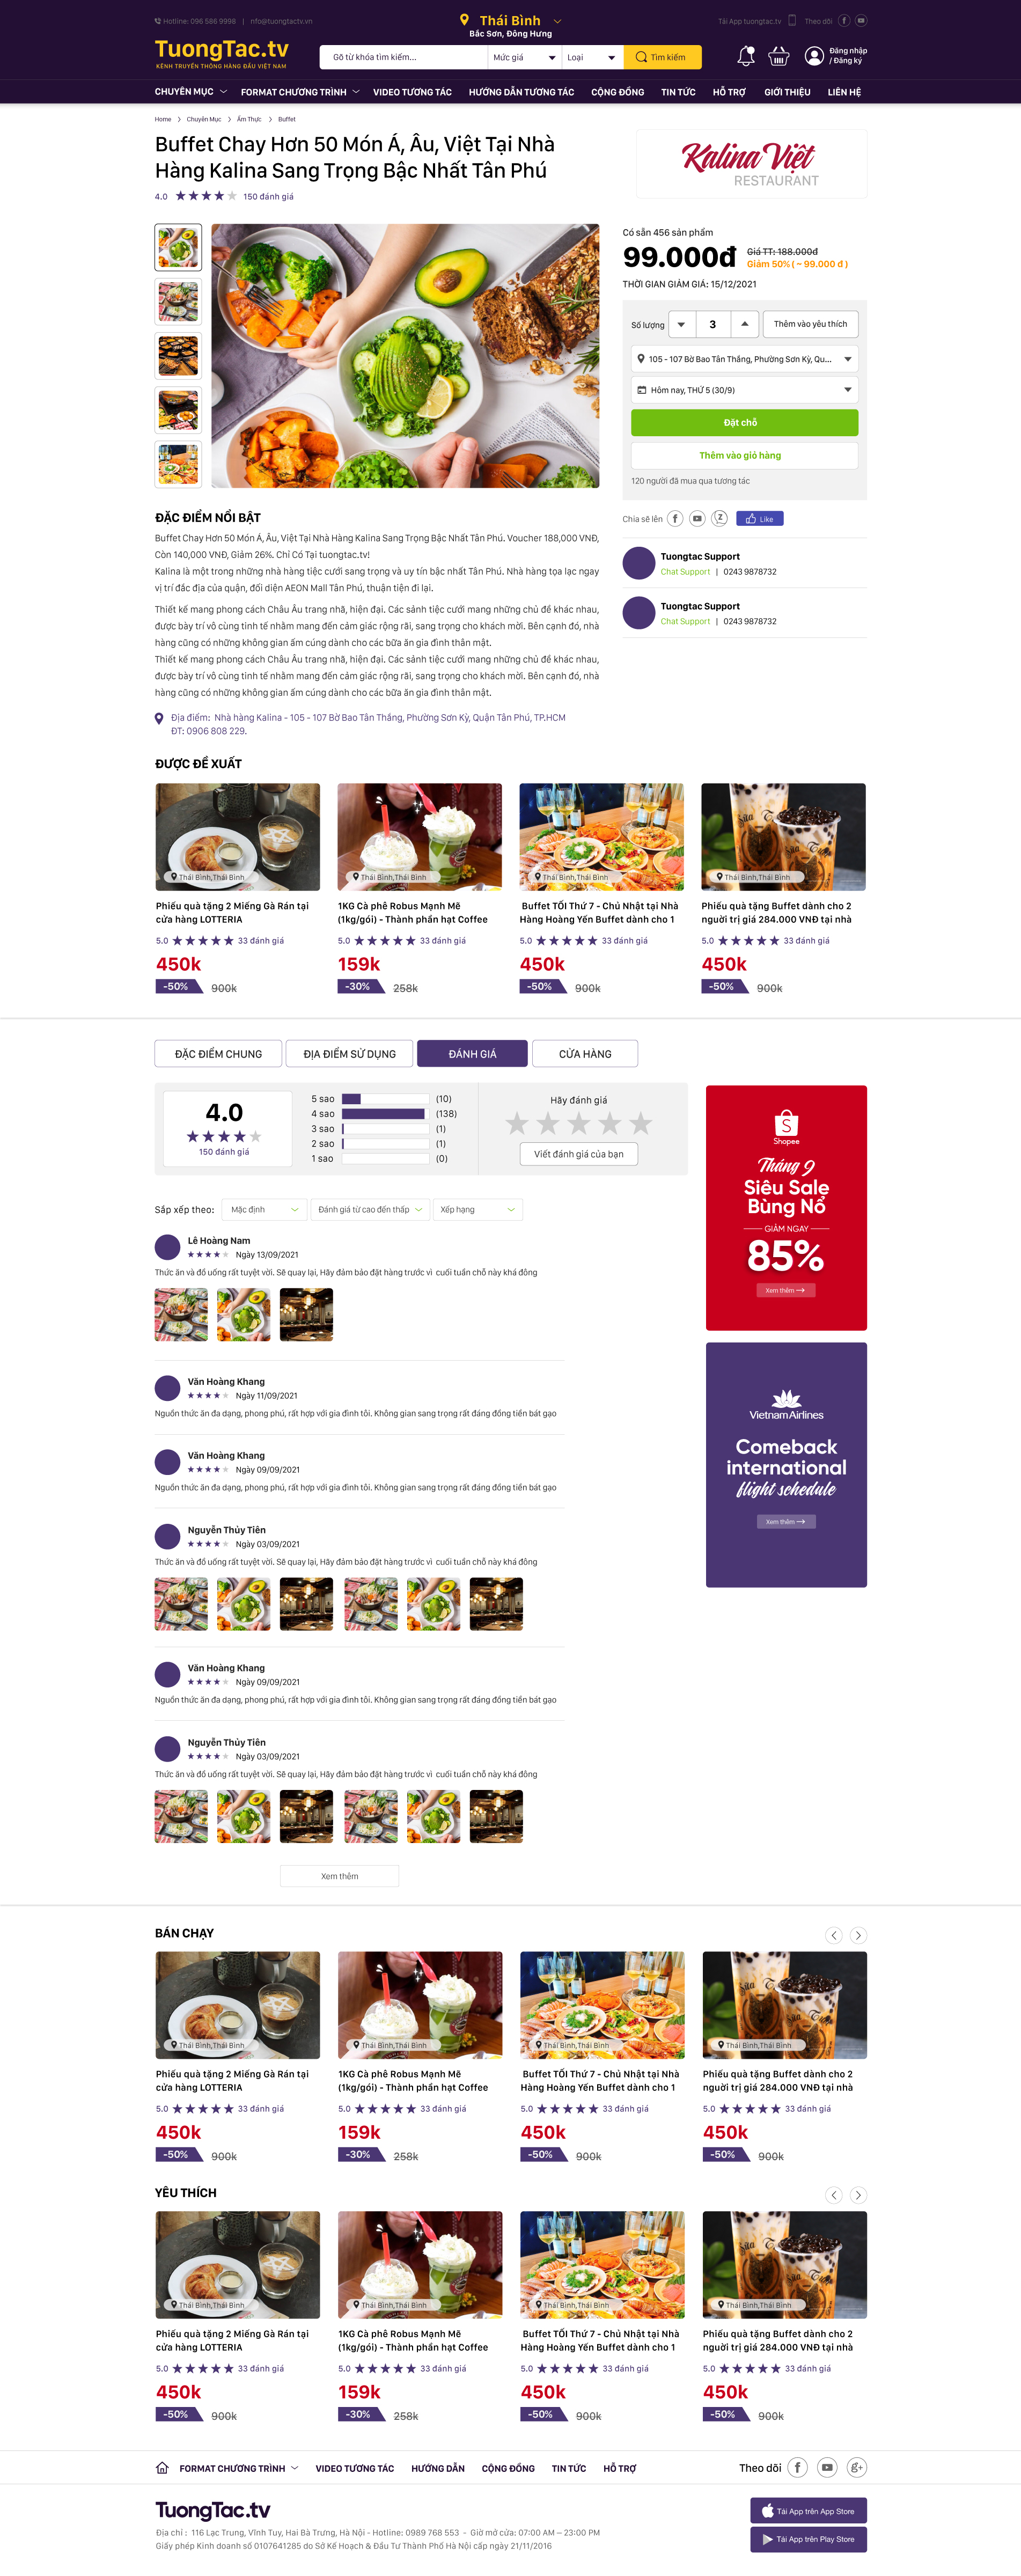 Hotline: 096 586 9998 | nfo@tuongtactv.vn
Thái Bình
Bắc Sơn, Đông Hưng
Tải App tuongtac.tv
Theo dõi
TuongTac.tv
KÊNH TRUYỀN THÔNG HÀNG ĐẦU VIỆT NAM
Gõ từ khóa tìm kiếm...
Mức giá
Loại
Tìm kiếm
Đăng nhập
/ Đăng ký
CHUYÊN MỤC
FORMAT CHƯƠNG TRÌNH
VIDEO TƯƠNG TÁC
HƯỚNG DẪN TƯƠNG TÁC
CỘNG ĐỒNG
TIN TỨC
HỖ TRỢ
GIỚI THIỆU
LIÊN HỆ
Home > Chuyên Mục > Ẩm Thực > Buffet
Buffet Chay Hơn 50 Món Á, Âu, Việt Tại Nhà
Hàng Kalina Sang Trọng Bậc Nhất Tân Phú
4.0
150 đánh giá
Kalina Việt
RESTAURANT
Có sẵn 456 sản phẩm
99.000đ
Giá TT: 188.000đ
Giảm 50% ( ~ 99.000 đ )
THỜI GIAN GIẢM GIÁ: 15/12/2021
Số lượng
3
Thêm vào yêu thích
105 - 107 Bờ Bao Tân Thắng, Phường Sơn Kỳ, Qu...
Hôm nay, THỨ 5 (30/9)
Đặt chỗ
Thêm vào giỏ hàng
120 người đã mua qua tương tác
Chia sẻ lên
Like
Tuongtac Support
Chat Support | 0243 9878732
Tuongtac Support
Chat Support | 0243 9878732
ĐẶC ĐIỂM NỔI BẬT
Buffet Chay Hơn 50 Món Á, Âu, Việt Tại Nhà Hàng Kalina Sang Trọng Bậc Nhất Tân Phú. Voucher 188,000 VNĐ,
Còn 140,000 VNĐ, Giảm 26%. Chỉ Có Tại tuongtac.tv!
Kalina là một trong những nhà hàng tiệc cưới sang trọng và uy tín bậc nhất Tân Phú. Nhà hàng tọa lạc ngay
vị trí đắc địa của quận, đối diện AEON Mall Tân Phú, thuận tiện đi lại.
Thiết kế mang phong cách Châu Âu trang nhã, hiện đại. Các sảnh tiệc cưới mang những chủ đề khác nhau,
được bày trí vô cùng tinh tế nhằm mang đến cảm giác rộng rãi, sang trọng cho khách mời. Bên cạnh đó, nhà
hàng cũng có những không gian ấm cúng dành cho các bữa ăn gia đình thân mật.
Thiết kế mang phong cách Châu Âu trang nhã, hiện đại. Các sảnh tiệc cưới mang những chủ đề khác nhau,
được bày trí vô cùng tinh tế nhằm mang đến cảm giác rộng rãi, sang trọng cho khách mời. Bên cạnh đó, nhà
hàng cũng có những không gian ấm cúng dành cho các bữa ăn gia đình thân mật.
Địa điểm: Nhà hàng Kalina - 105 - 107 Bờ Bao Tân Thắng, Phường Sơn Kỳ, Quận Tân Phú, TP.HCM
ĐT: 0906 808 229.
ĐƯỢC ĐỀ XUẤT
Thái Bình,Thái Bình
Phiếu quà tặng 2 Miếng Gà Rán tại
cửa hàng LOTTERIA
5.0 33 đánh giá
450k
-50% 900k
Thái Bình,Thái Bình
1KG Cà phê Robus Mạnh Mẽ
(1kg/gói) - Thành phần hạt Coffee
5.0 33 đánh giá
159k
-30% 258k
Thái Bình,Thái Bình
Buffet TỐI Thứ 7 - Chủ Nhật tại Nhà
Hàng Hoàng Yến Buffet dành cho 1
5.0 33 đánh giá
450k
-50% 900k
Thái Bình,Thái Bình
Phiếu quà tặng Buffet dành cho 2
người trị giá 284.000 VNĐ tại nhà
5.0 33 đánh giá
450k
-50% 900k
ĐẶC ĐIỂM CHUNG
ĐỊA ĐIỂM SỬ DỤNG
ĐÁNH GIÁ
CỬA HÀNG
4.0
150 đánh giá
5 sao (10)
4 sao (138)
3 sao (1)
2 sao (1)
1 sao (0)
Hãy đánh giá
Viết đánh giá của bạn
Shopee
Tháng 9
Siêu Sale
Bùng Nổ
GIẢM NGAY
85%
Xem thêm
Sắp xếp theo:
Mặc định
Đánh giá từ cao đến thấp
Xếp hạng
Lê Hoàng Nam
Ngày 13/09/2021
Thức ăn và đồ uống rất tuyệt vời. Sẽ quay lại, Hãy đảm bảo đặt hàng trước vì cuối tuần chỗ này khá đông
Văn Hoàng Khang
Ngày 11/09/2021
Nguồn thức ăn đa dạng, phong phú, rất hợp với gia đình tôi. Không gian sang trọng rất đáng đồng tiền bát gạo
Văn Hoàng Khang
Ngày 09/09/2021
Nguồn thức ăn đa dạng, phong phú, rất hợp với gia đình tôi. Không gian sang trọng rất đáng đồng tiền bát gạo
Nguyễn Thủy Tiên
Ngày 03/09/2021
Thức ăn và đồ uống rất tuyệt vời. Sẽ quay lại, Hãy đảm bảo đặt hàng trước vì cuối tuần chỗ này khá đông
Văn Hoàng Khang
Ngày 09/09/2021
Nguồn thức ăn đa dạng, phong phú, rất hợp với gia đình tôi. Không gian sang trọng rất đáng đồng tiền bát gạo
Nguyễn Thủy Tiên
Ngày 03/09/2021
Thức ăn và đồ uống rất tuyệt vời. Sẽ quay lại, Hãy đảm bảo đặt hàng trước vì cuối tuần chỗ này khá đông
Xem thêm
Vietnam Airlines
Comeback
international
flight schedule
Xem thêm
BÁN CHẠY
Thái Bình,Thái Bình
Phiếu quà tặng 2 Miếng Gà Rán tại
cửa hàng LOTTERIA
5.0 33 đánh giá
450k
-50% 900k
Thái Bình,Thái Bình
1KG Cà phê Robus Mạnh Mẽ
(1kg/gói) - Thành phần hạt Coffee
5.0 33 đánh giá
159k
-30% 258k
Thái Bình,Thái Bình
Buffet TỐI Thứ 7 - Chủ Nhật tại Nhà
Hàng Hoàng Yến Buffet dành cho 1
5.0 33 đánh giá
450k
-50% 900k
Thái Bình,Thái Bình
Phiếu quà tặng Buffet dành cho 2
người trị giá 284.000 VNĐ tại nhà
5.0 33 đánh giá
450k
-50% 900k
YÊU THÍCH
Thái Bình,Thái Bình
Phiếu quà tặng 2 Miếng Gà Rán tại
cửa hàng LOTTERIA
5.0 33 đánh giá
450k
-50% 900k
Thái Bình,Thái Bình
1KG Cà phê Robus Mạnh Mẽ
(1kg/gói) - Thành phần hạt Coffee
5.0 33 đánh giá
159k
-30% 258k
Thái Bình,Thái Bình
Buffet TỐI Thứ 7 - Chủ Nhật tại Nhà
Hàng Hoàng Yến Buffet dành cho 1
5.0 33 đánh giá
450k
-50% 900k
Thái Bình,Thái Bình
Phiếu quà tặng Buffet dành cho 2
người trị giá 284.000 VNĐ tại nhà
5.0 33 đánh giá
450k
-50% 900k
FORMAT CHƯƠNG TRÌNH
VIDEO TƯƠNG TÁC
HƯỚNG DẪN
CỘNG ĐỒNG
TIN TỨC
HỖ TRỢ
Theo dõi
TuongTac.tv
Địa chỉ : 116 Lạc Trung, Vĩnh Tuy, Hai Bà Trưng, Hà Nội - Hotline: 0989 768 553 - Giờ mở cửa: 07:00 AM – 23:00 PM
Giấy phép Kinh doanh số 0107641285 do Sở Kế Hoạch & Đầu Tư Thành Phố Hà Nội cấp ngày 21/11/2016
Tải App trên App Store
Tải App trên Play Store